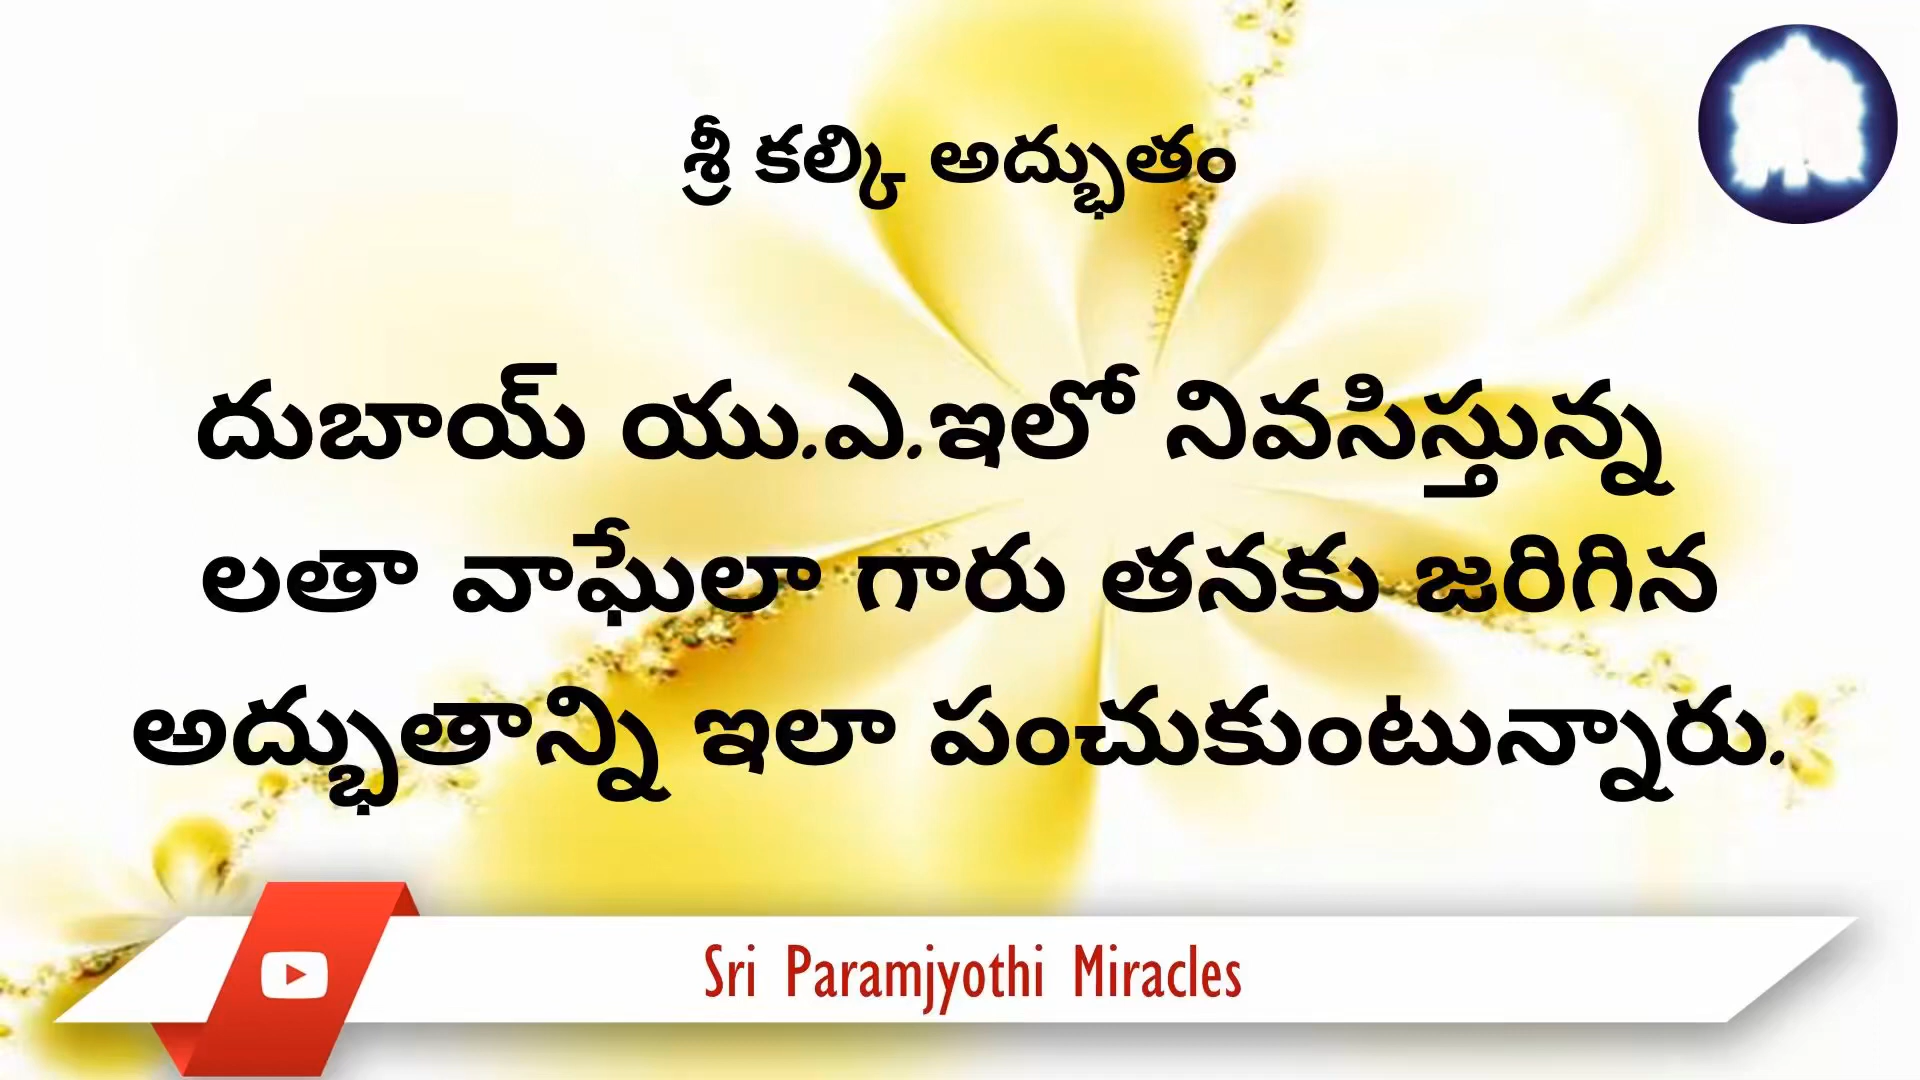 శ్రీ కల్కి అద్భుతం
దుబాయ్ యు.ఎ.ఇలో నివసిస్తున్న
లతా వాఘేలా గారు తనకు జరిగిన
అద్భుతాన్ని ఇలా పంచుకుంటున్నారు.
Sri Paramjyothi Miracles